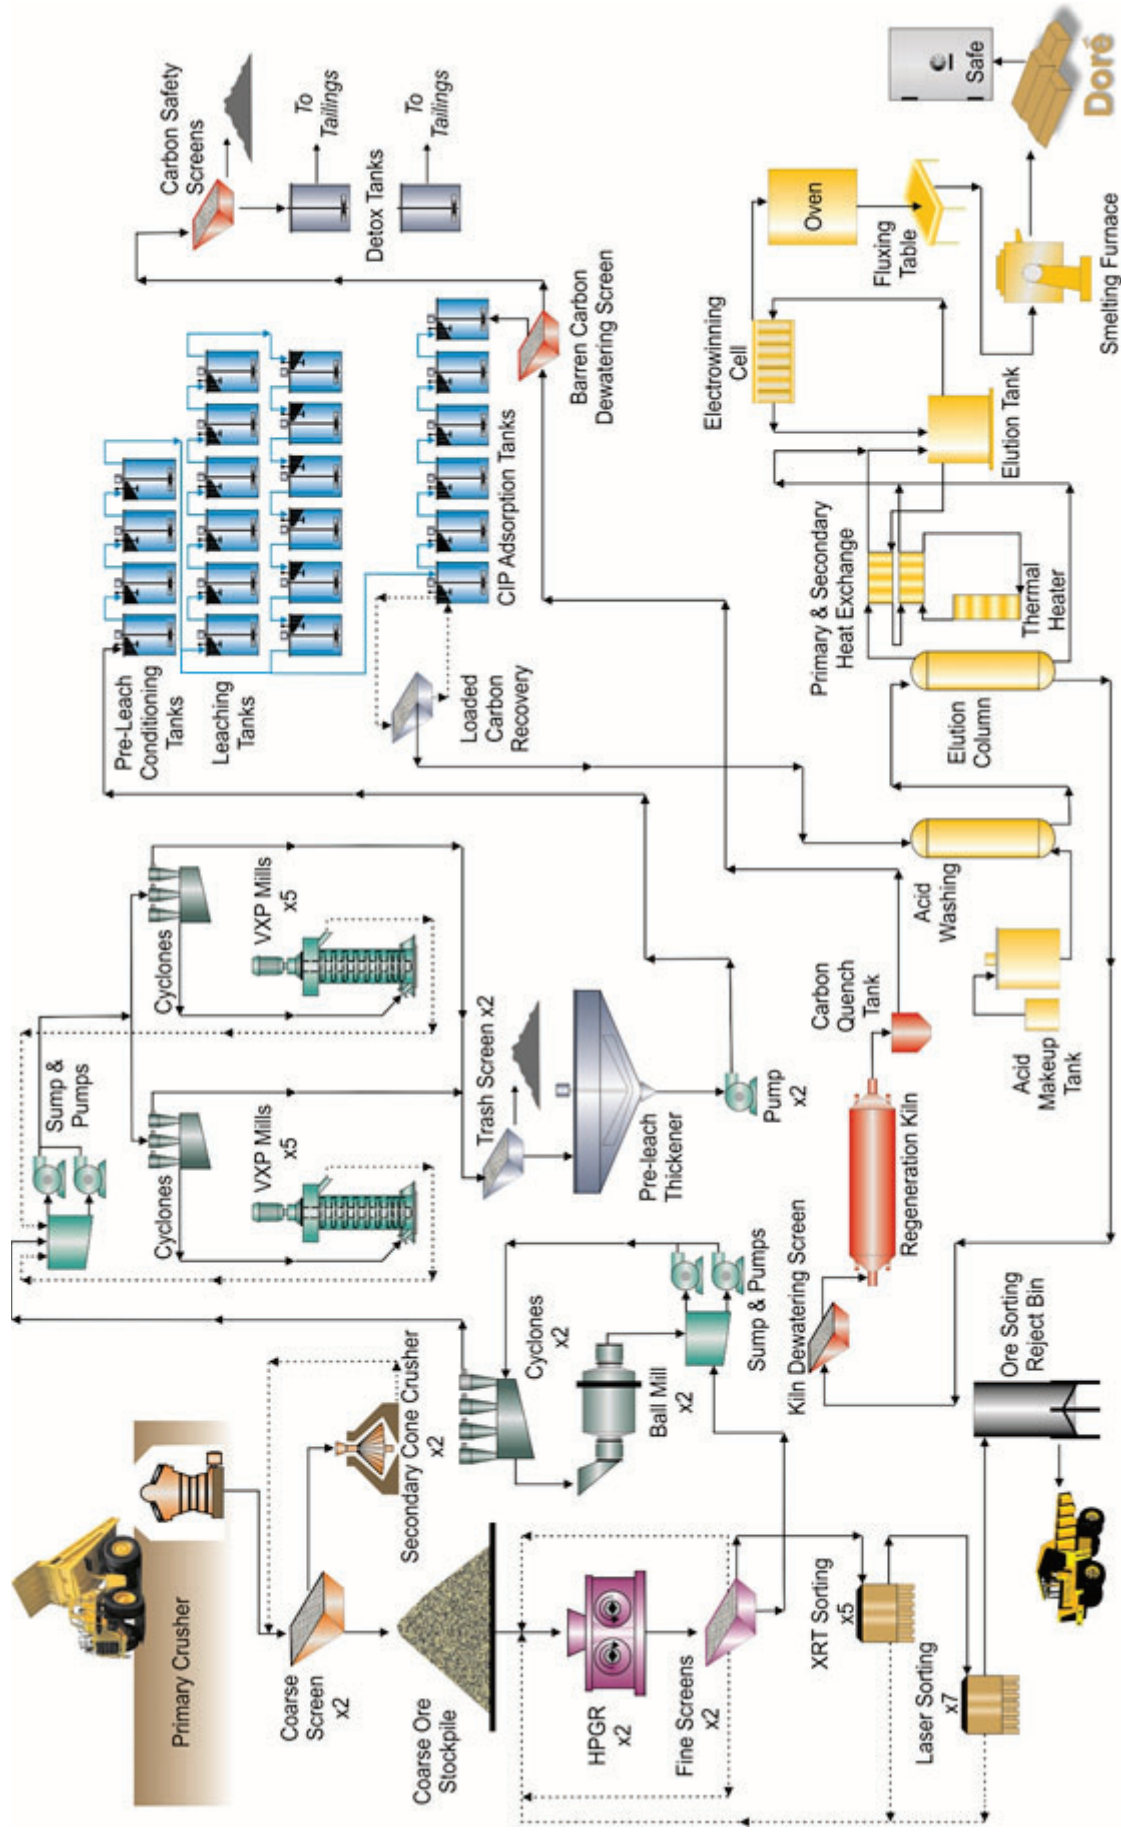 Primary Crusher
Coarse
Screen
x2
Secondary Cone Crusher
x2
Coarse Ore
Stockpile
HPGR
x2
Fine Screens
x2
XRT Sorting
x5
Laser Sorting
x7
Ore Sorting
Reject Bin
Cyclones
x2
Ball Mill
x2
Sump & Pumps
Sump &
Pumps
Cyclones
VXP Mills
x5
Cyclones
VXP Mills
x5
Trash Screen x2
Pre-leach
Thickener
Pump
x2
Pre-Leach
Conditioning
Tanks
Leaching
Tanks
CIP Adsorption Tanks
Loaded
Carbon
Recovery
Barren Carbon
Dewatering Screen
Carbon Safety
Screens
To
Tailings
Detox Tanks
To
Tailings
Kiln Dewatering Screen
Regeneration Kiln
Carbon
Quench
Tank
Acid
Makeup
Tank
Acid
Washing
Elution
Column
Primary & Secondary
Heat Exchange
Thermal
Heater
Elution Tank
Electrowinning
Cell
Oven
Fluxing
Table
Smelting Furnace
Doré
Safe